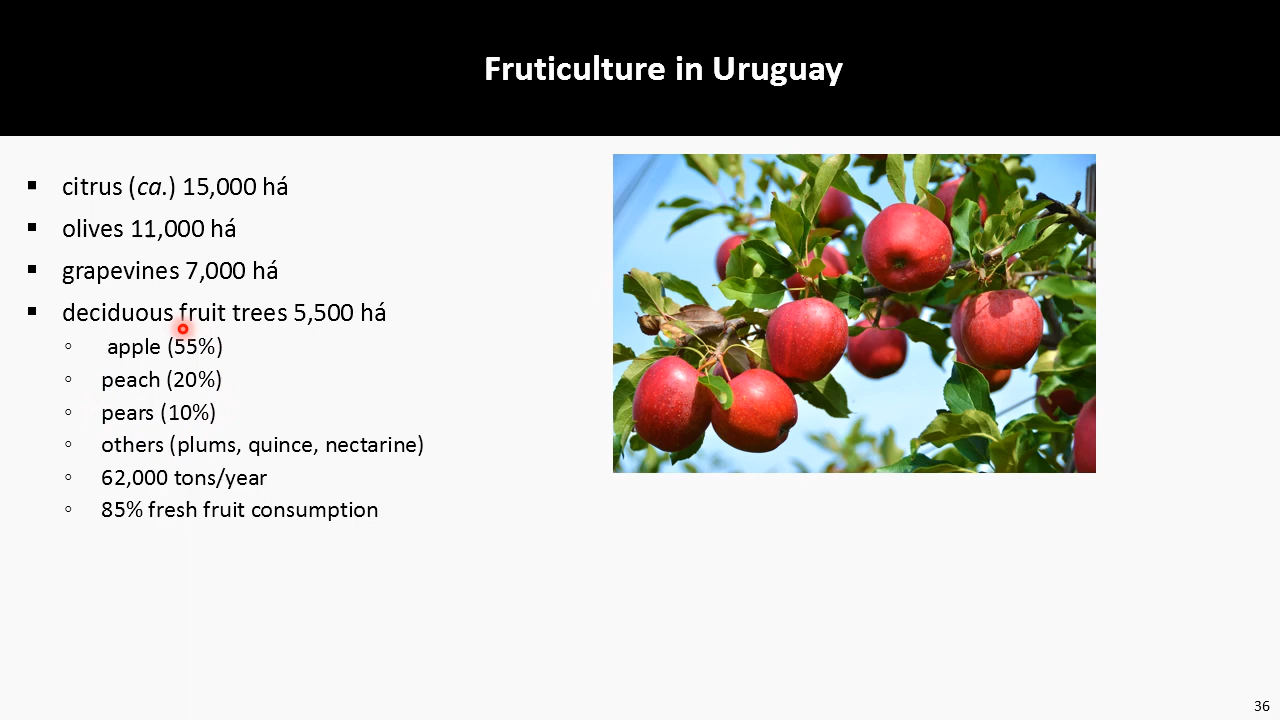 Fruticulture in Uruguay
▪ citrus (ca.) 15,000 há
▪ olives 11,000 há
▪ grapevines 7,000 há
▪ deciduous fruit trees 5,500 há
◦ apple (55%)
◦ peach (20%)
◦ pears (10%)
◦ others (plums, quince, nectarine)
◦ 62,000 tons/year
◦ 85% fresh fruit consumption
36